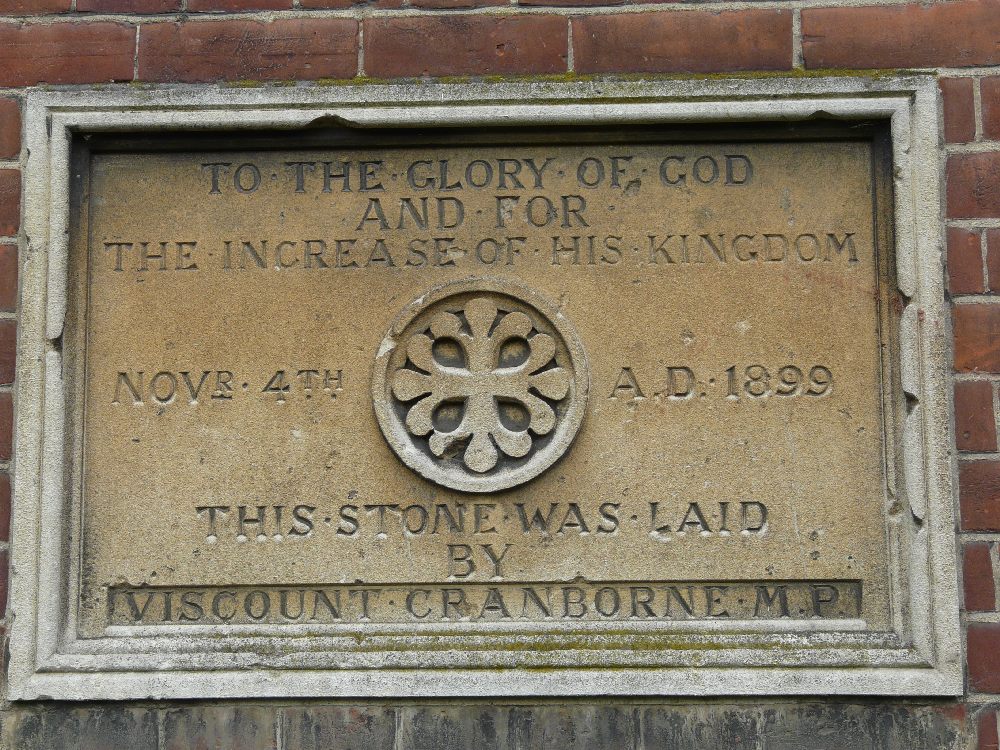 TO · THE · GLORY · OF · GOD
AND · FOR
THE · INCREASE · OF · HIS · KINGDOM
NOVR · 4TH A.D. 1899
THIS · STONE · WAS · LAID
BY
VISCOUNT · CRANBORNE · M.P.